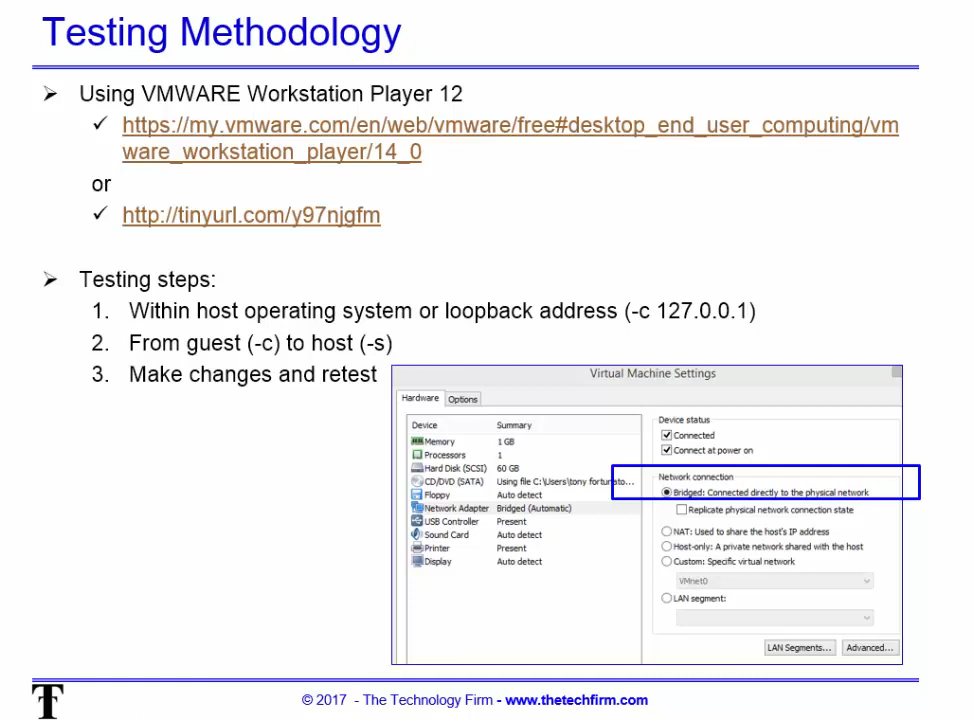 Testing Methodology
Using VMWARE Workstation Player 12
https://my.vmware.com/en/web/vmware/free#desktop_end_user_computing/vm
ware_workstation_player/14_0
or
http://tinyurl.com/y97njgfm
Testing steps:
1. Within host operating system or loopback address (-c 127.0.0.1)
2. From guest (-c) to host (-s)
3. Make changes and retest
Virtual Machine Settings
Hardware Options
Device Summary
Memory 1 GB
Processors 1
Hard Disk (SCSI) 60 GB
CD/DVD (SATA) Using file C:\Users\tony fortunato...
Floppy Auto detect
Network Adapter Bridged (Automatic)
USB Controller Present
Sound Card Auto detect
Printer Present
Display Auto detect
Device status
Connected
Connect at power on
Network connection
Bridged: Connected directly to the physical network
Replicate physical network connection state
NAT: Used to share the host's IP address
Host-only: A private network shared with the host
Custom: Specific virtual network
VMnet0
LAN segment:
LAN Segments... Advanced...
T
© 2017 - The Technology Firm - www.thetechfirm.com